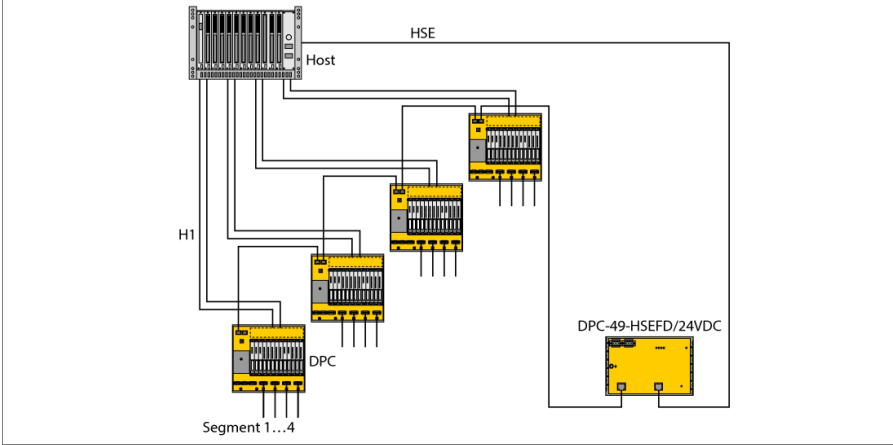 HSE
Host
H1
DPC-49-HSEFD/24VDC
DPC
Segment 1…4